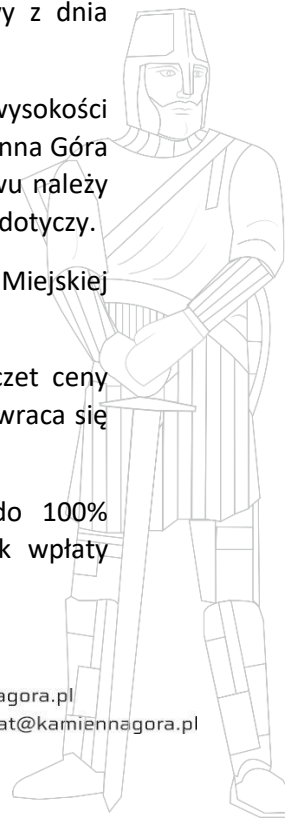 y z dnia
wysokości
nna Góra
wu należy
dotyczy.
Miejskiej
zet ceny
wraca się
do 100%
k wpłaty
agora.pl
at@kamiennagora.pl